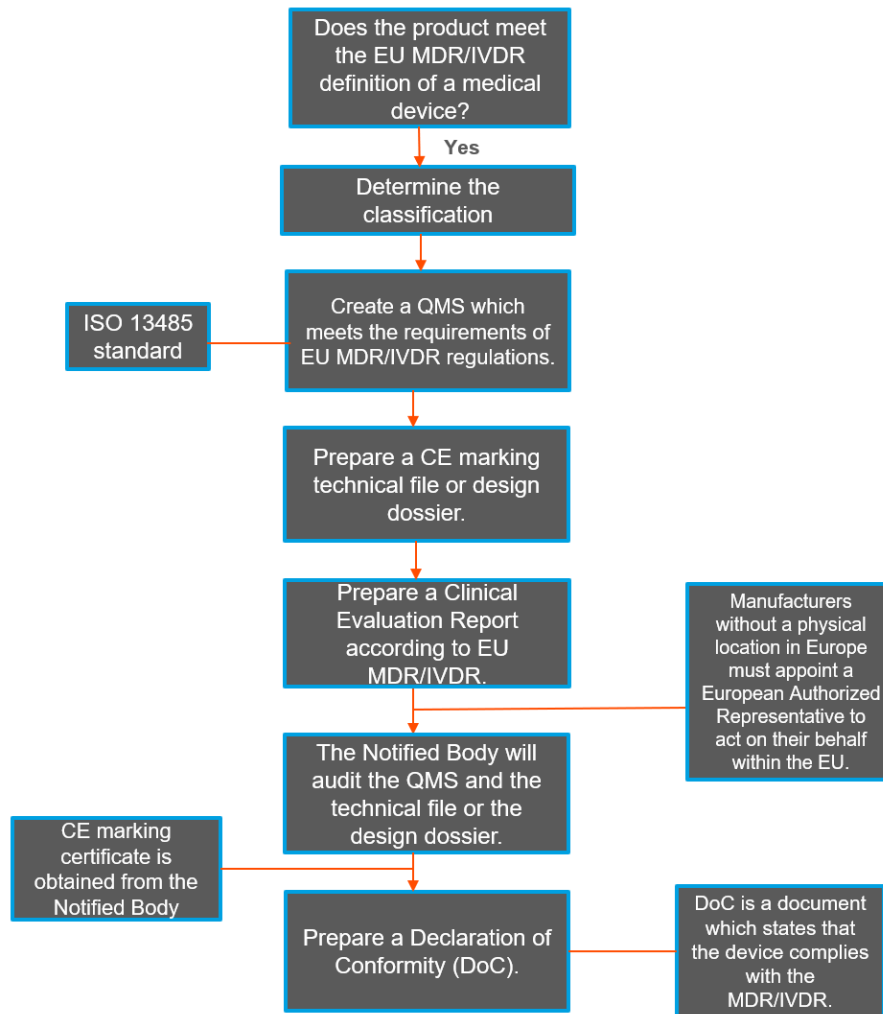 Does the product meet
the EU MDR/IVDR
definition of a medical
device?
Yes
Determine the
classification
Create a QMS which
meets the requirements of
EU MDR/IVDR regulations.
ISO 13485
standard
Prepare a CE marking
technical file or design
dossier.
Prepare a Clinical
Evaluation Report
according to EU
MDR/IVDR.
Manufacturers
without a physical
location in Europe
must appoint a
European Authorized
Representative to
act on their behalf
within the EU.
The Notified Body will
audit the QMS and the
technical file or the
design dossier.
CE marking
certificate is
obtained from the
Notified Body
Prepare a Declaration of
Conformity (DoC).
DoC is a document
which states that
the device complies
with the
MDR/IVDR.